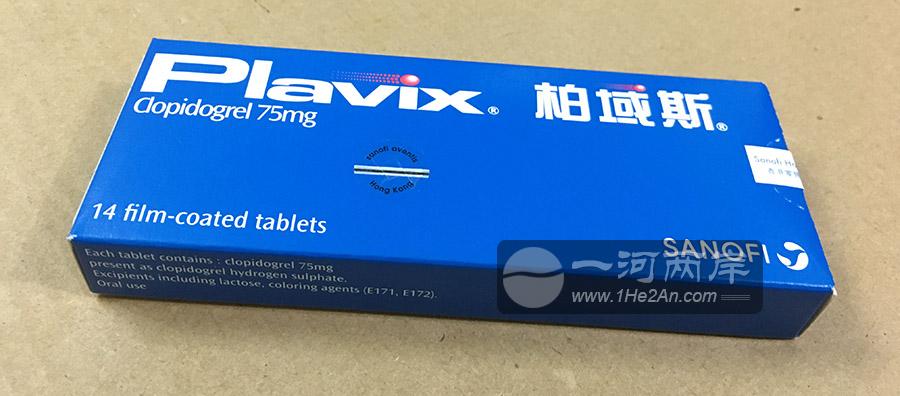 Plavix®
柏域斯®
Clopidogrel 75mg
sanofi aventis
Hong Kong
Sanofi
14 film-coated tablets
SANOFI
Each tablet contains : clopidogrel 75mg
present as clopidogrel hydrogen sulphate.
Excipients, including lactose, coloring agents (E171, E172).
Oral use
一河两岸
www.1He2An.com